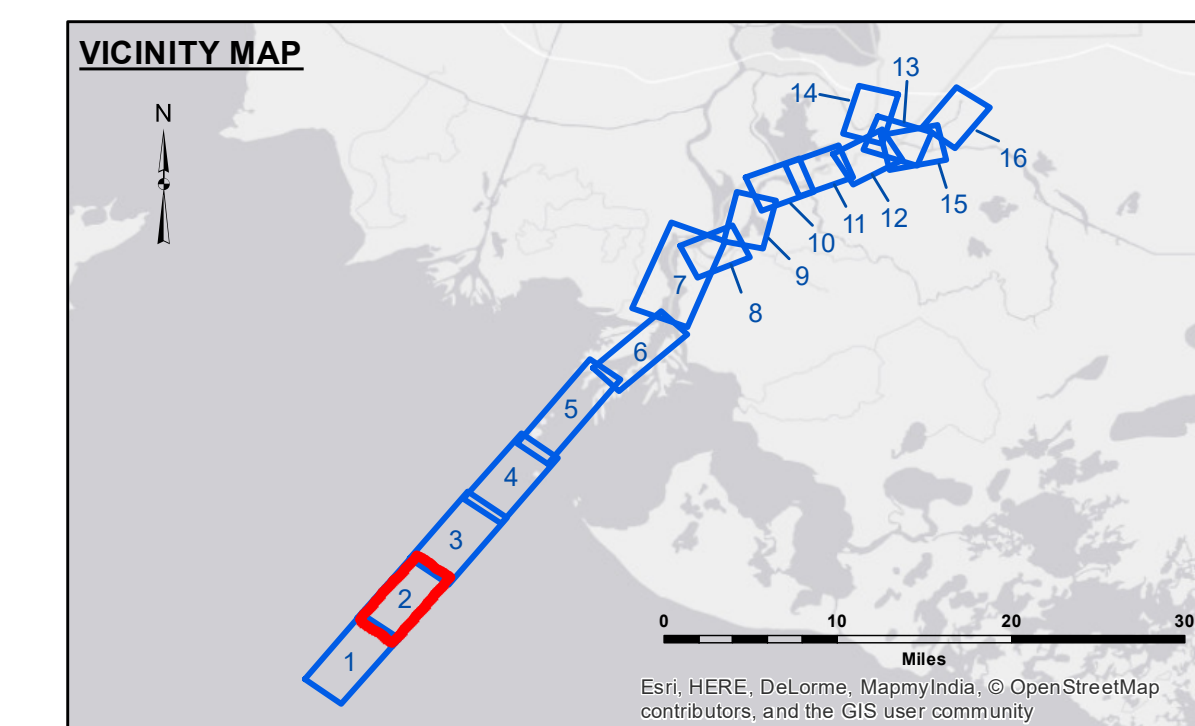 VICINITY MAP
N
13
14
16
15
12
11
10
9
8
7
6
5
4
3
2
1
0 10 20 30
Miles
Esri, HERE, DeLorme, MapmyIndia, © OpenStreetMap
contributors, and the GIS user community